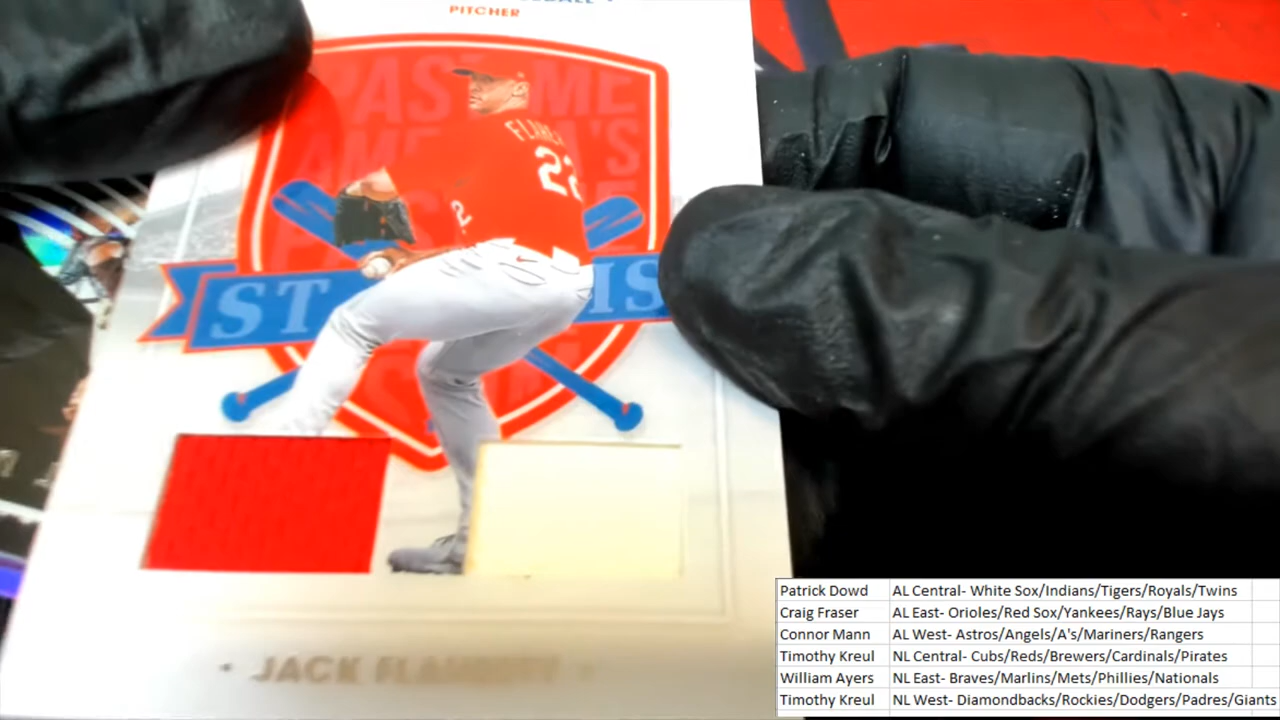 PITCHER
22
2
ST IS
JACK FLAHERTY
Patrick Dowd AL Central- White Sox/Indians/Tigers/Royals/Twins
Craig Fraser AL East- Orioles/Red Sox/Yankees/Rays/Blue Jays
Connor Mann AL West- Astros/Angels/A's/Mariners/Rangers
Timothy Kreul NL Central- Cubs/Reds/Brewers/Cardinals/Pirates
William Ayers NL East- Braves/Marlins/Mets/Phillies/Nationals
Timothy Kreul NL West- Diamondbacks/Rockies/Dodgers/Padres/Giants